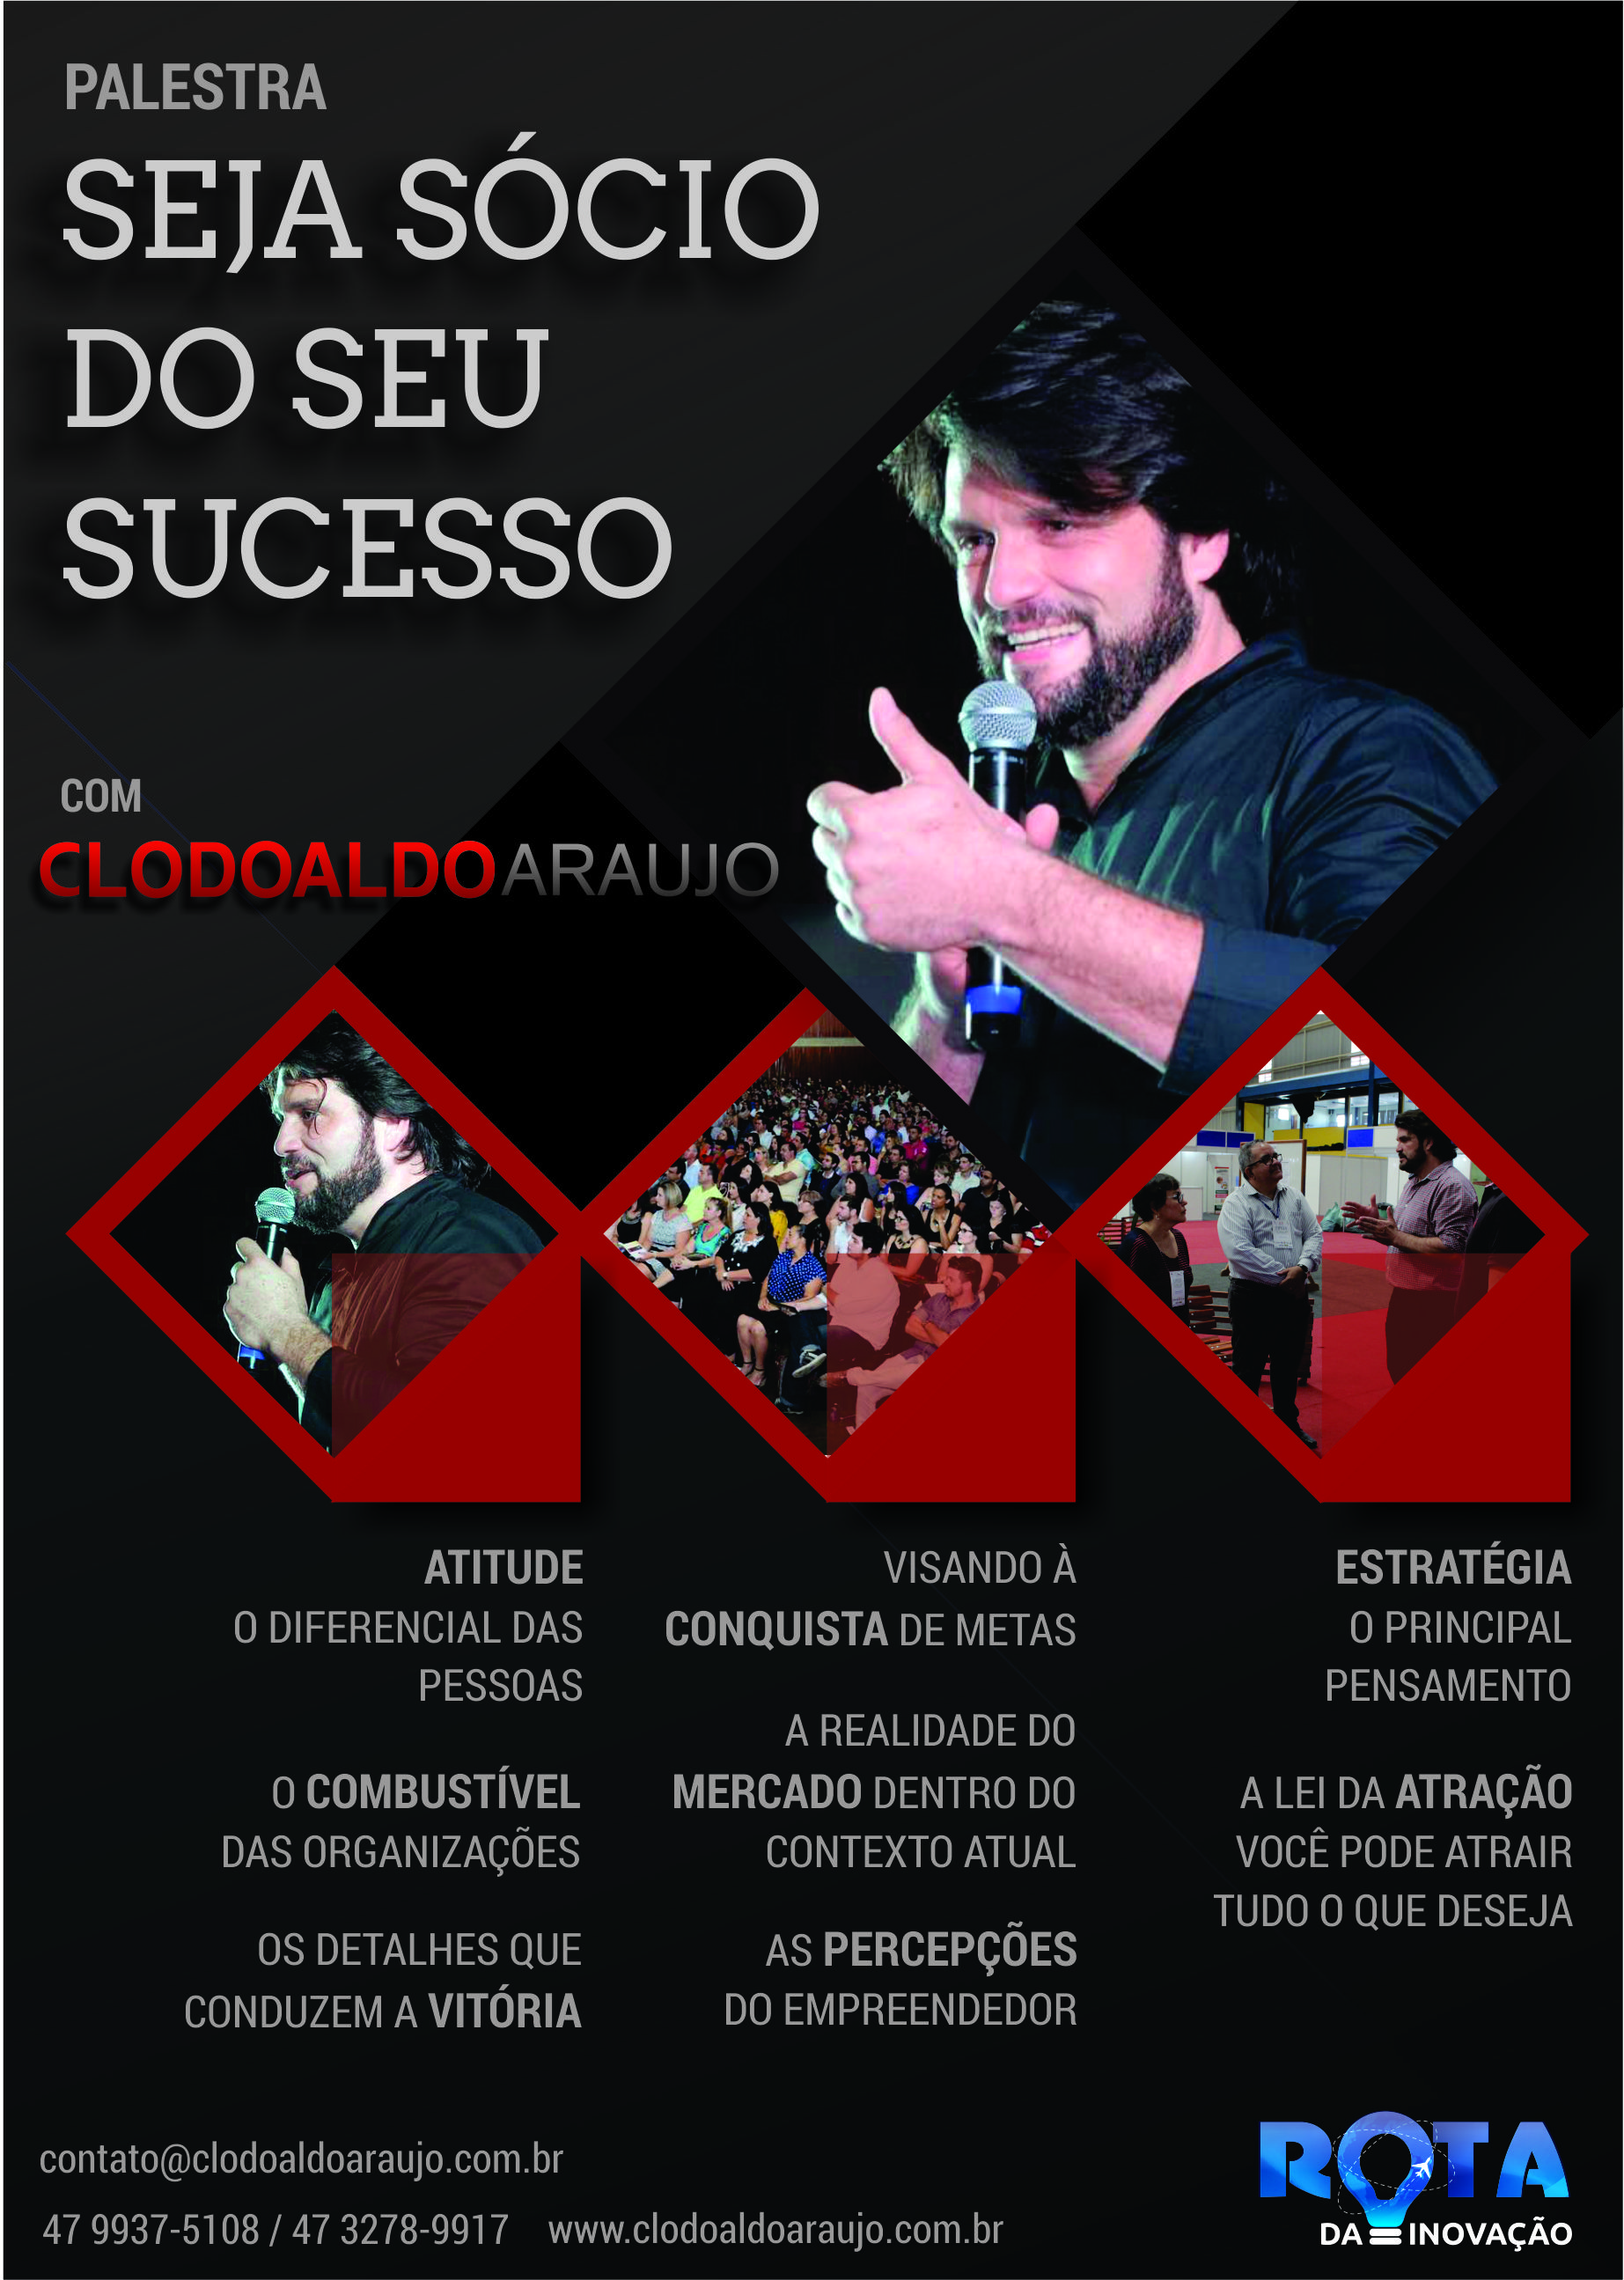 PALESTRA
SEJA SÓCIO
DO SEU
SUCESSO
COM
CLODOALDOARAUJO
ATITUDE
O DIFERENCIAL DAS
PESSOAS
O COMBUSTÍVEL
DAS ORGANIZAÇÕES
OS DETALHES QUE
CONDUZEM A VITÓRIA
VISANDO À
CONQUISTA DE METAS
A REALIDADE DO
MERCADO DENTRO DO
CONTEXTO ATUAL
AS PERCEPÇÕES
DO EMPREENDEDOR
ESTRATÉGIA
O PRINCIPAL
PENSAMENTO
A LEI DA ATRAÇÃO
VOCÊ PODE ATRAIR
TUDO O QUE DESEJA
contato@clodoaldoaraujo.com.br
47 9937-5108 / 47 3278-9917 www.clodoaldoaraujo.com.br
ROTA
DA INOVAÇÃO